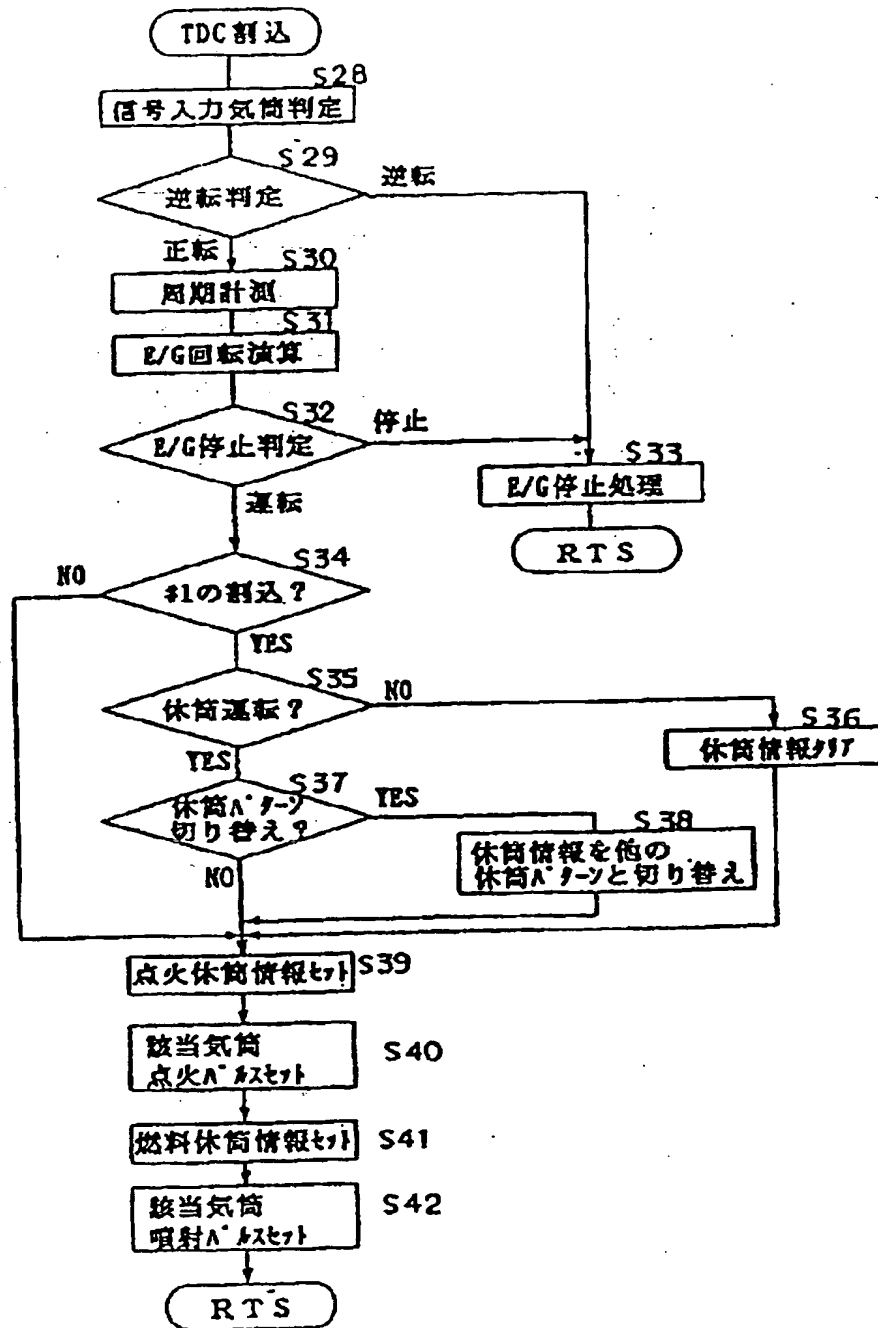 TDC割込
S28
信号入力気筒判定
S29
逆転判定
逆転
正転
S30
周期計測
S31
E/G回転演算
S32
E/G停止判定
停止
運転
S33
E/G停止処理
RTS
S34
#1の割込?
NO
YES
S35
休筒運転?
NO
YES
S36
休筒情報クリア
S37
休筒パターン
切り替え?
YES
NO
S38
休筒情報を他の
休筒パターンと切り替え
点火休筒情報セット
S39
該当気筒
点火パルスセット
S40
燃料休筒情報セット
S41
該当気筒
噴射パルスセット
S42
RTS